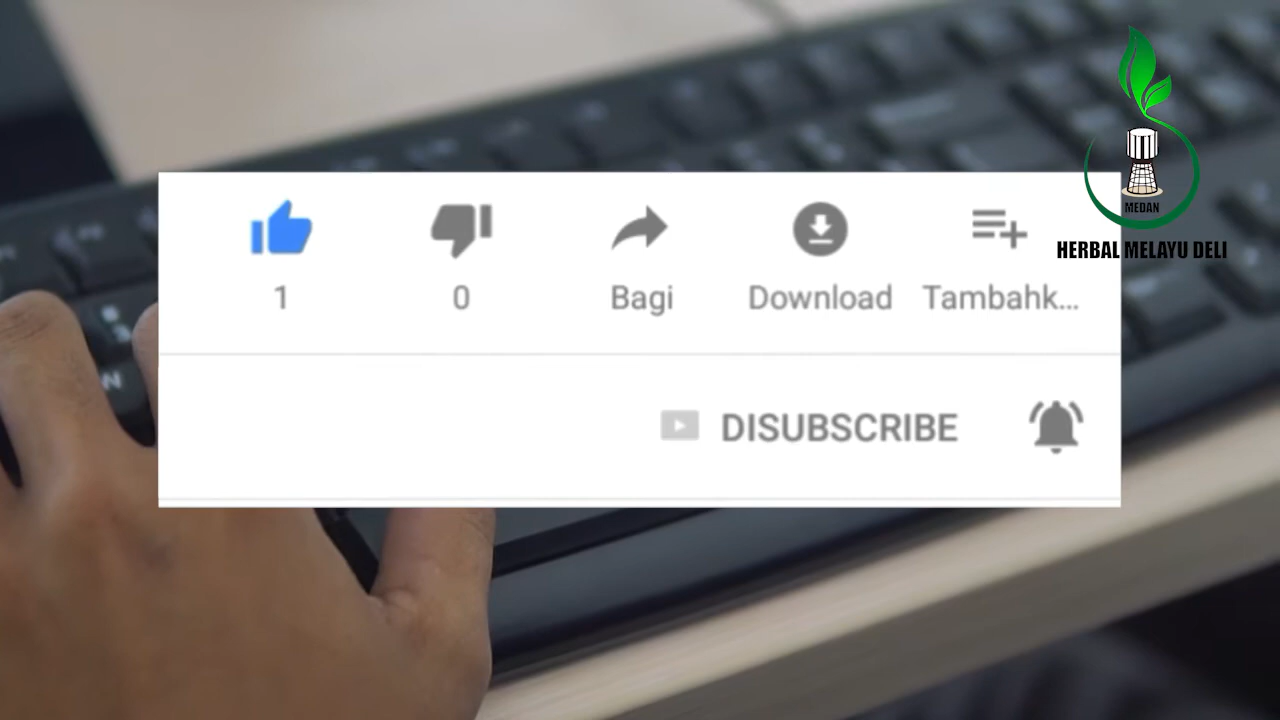 1
0
Bagi
Download
Tambahk...
DISUBSCRIBE
MEDAN
HERBAL MELAYU DELI
N